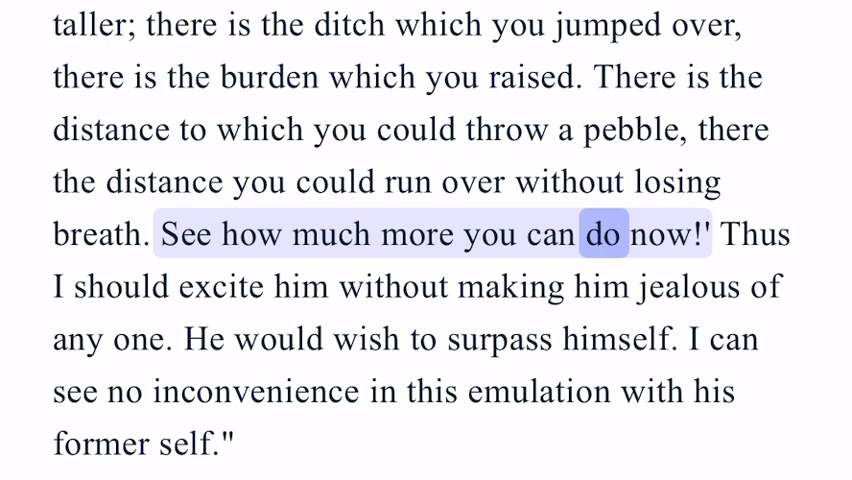 taller; there is the ditch which you jumped over,
there is the burden which you raised. There is the
distance to which you could throw a pebble, there
the distance you could run over without losing
breath. See how much more you can do now!' Thus
I should excite him without making him jealous of
any one. He would wish to surpass himself. I can
see no inconvenience in this emulation with his
former self."